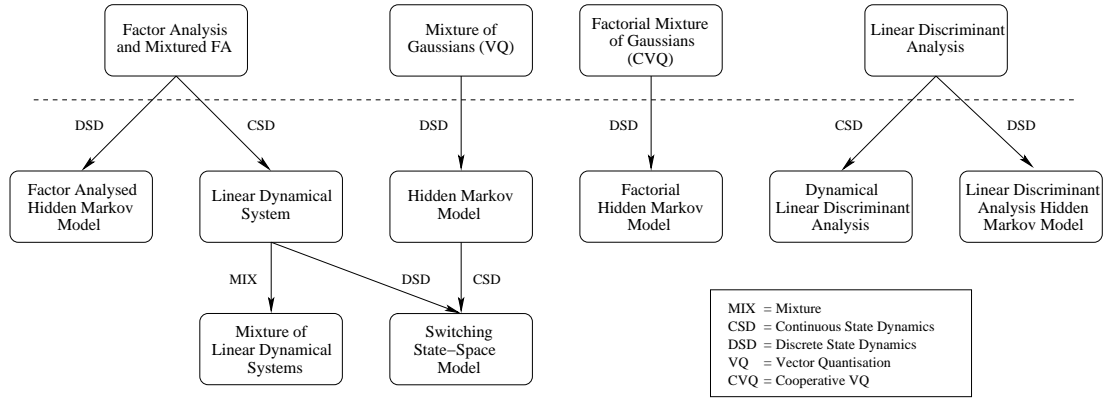 Factor Analysis
and Mixtured FA
Mixture of
Gaussians (VQ)
Factorial Mixture
of Gaussians
(CVQ)
Linear Discriminant
Analysis
DSD
CSD
DSD
DSD
CSD
DSD
Factor Analysed
Hidden Markov
Model
Linear Dynamical
System
Hidden Markov
Model
Factorial
Hidden Markov
Model
Dynamical
Linear Discriminant
Analysis
Linear Discriminant
Analysis Hidden
Markov Model
MIX
DSD
CSD
Mixture of
Linear Dynamical
Systems
Switching
State−Space
Model
MIX = Mixture
CSD = Continuous State Dynamics
DSD = Discrete State Dynamics
VQ = Vector Quantisation
CVQ = Cooperative VQ